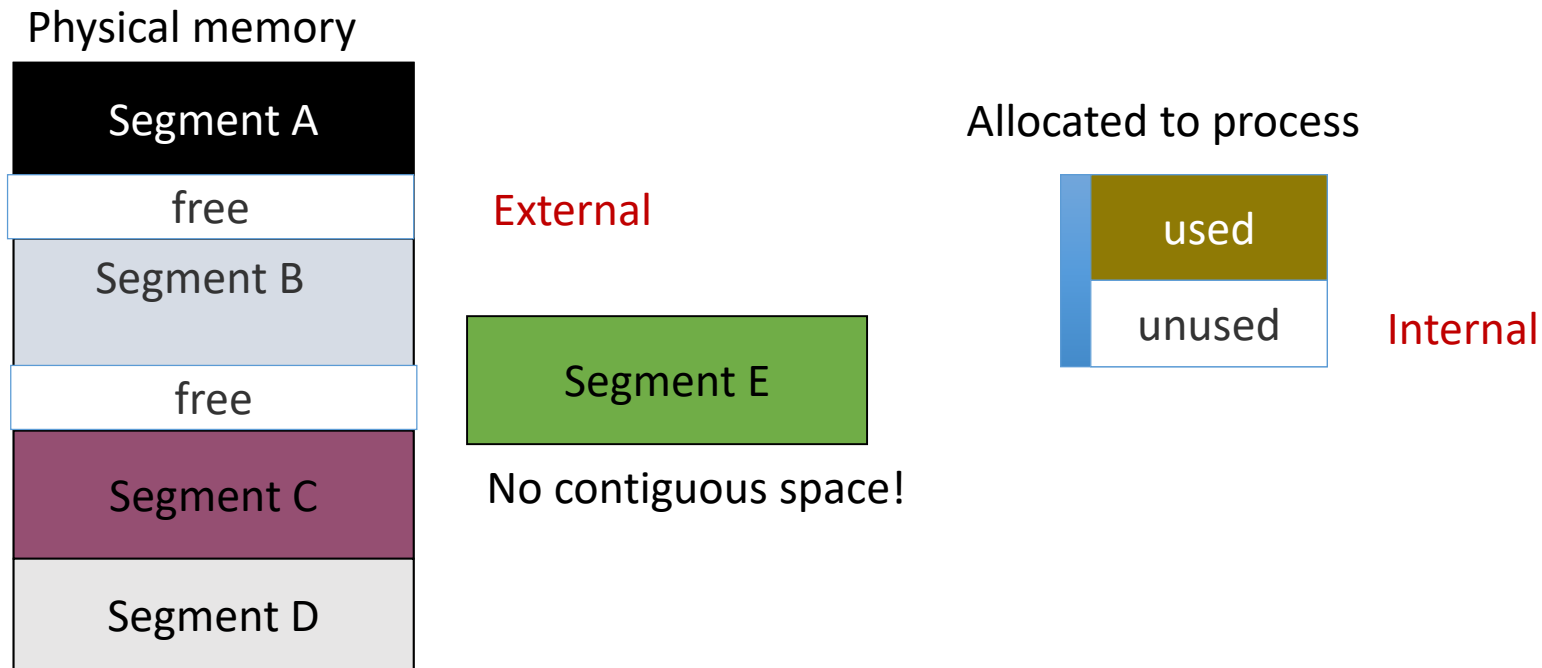 Physical memory
Segment A
free
Segment B
free
Segment C
Segment D
External
Segment E
No contiguous space!
Allocated to process
used
unused
Internal